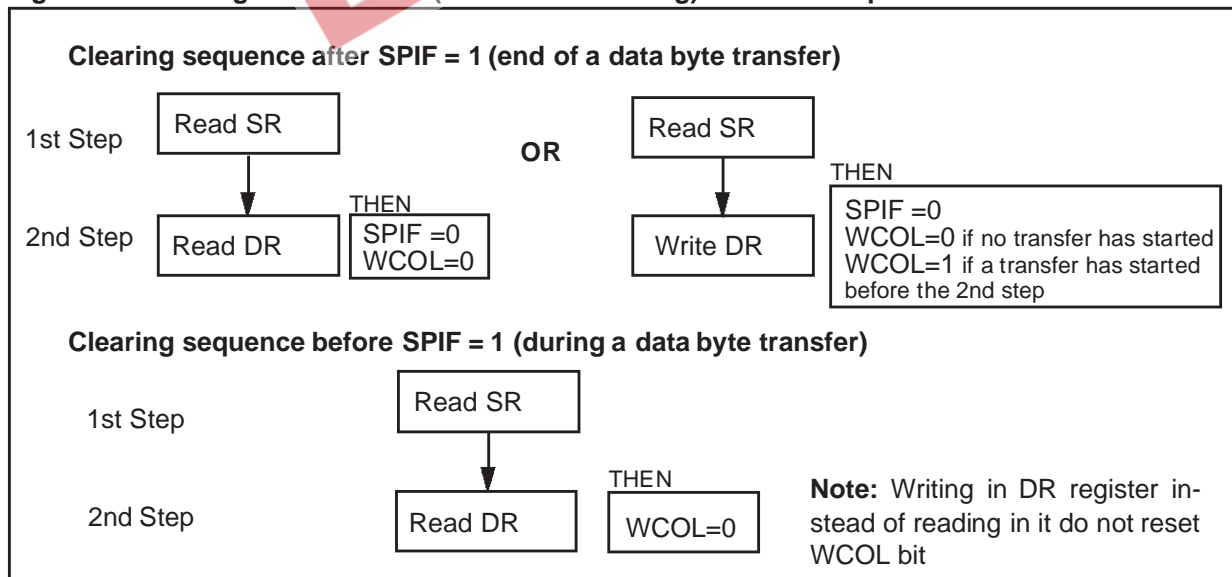 Clearing sequence after SPIF = 1 (end of a data byte transfer)
1st Step
Read SR
OR
Read SR
THEN
2nd Step
Read DR
THEN
SPIF =0
WCOL=0
Write DR
SPIF =0
WCOL=0 if no transfer has started
WCOL=1 if a transfer has started
before the 2nd step
Clearing sequence before SPIF = 1 (during a data byte transfer)
1st Step
Read SR
2nd Step
Read DR
THEN
WCOL=0
Note: Writing in DR register in-
stead of reading in it do not reset
WCOL bit